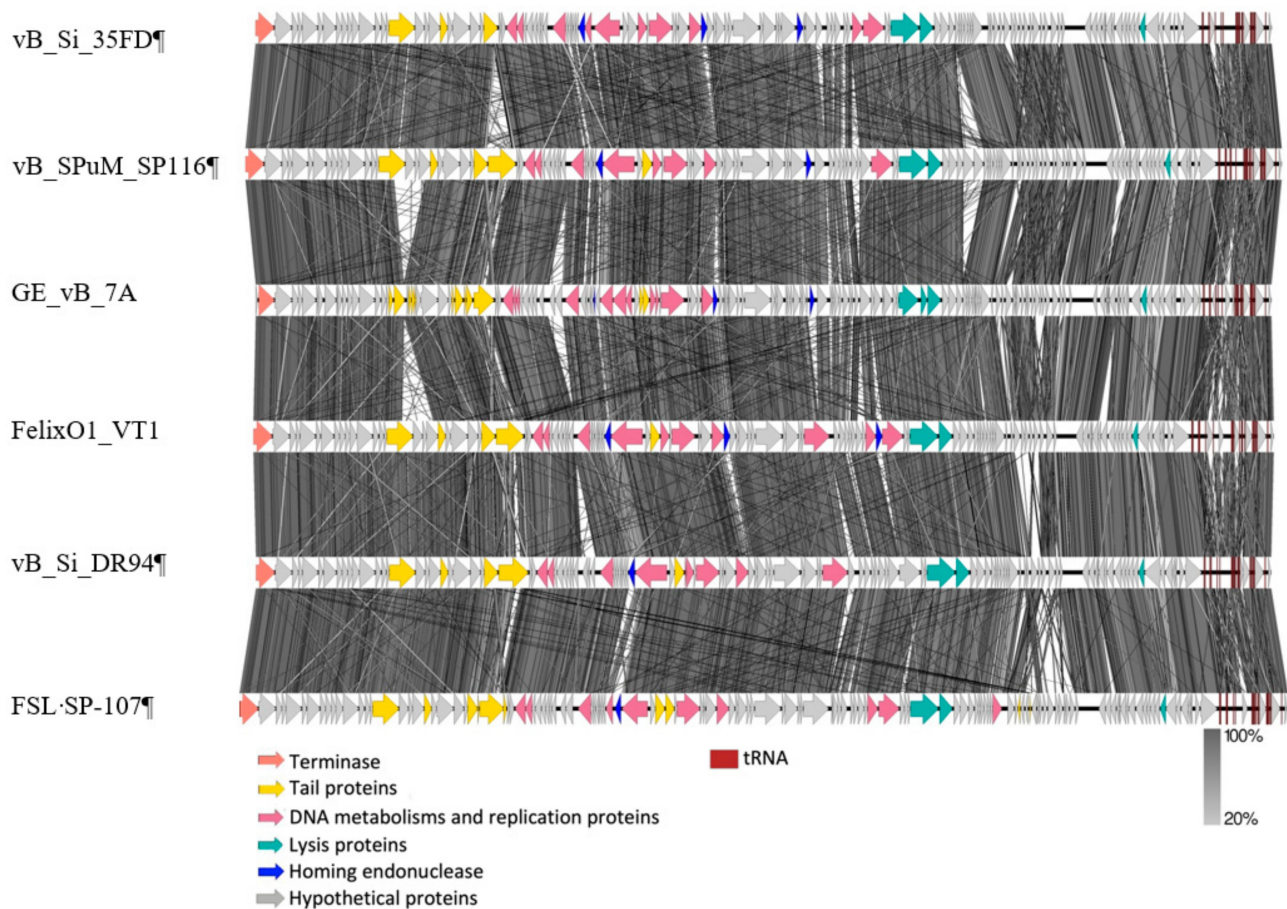 vB_Si_35FD¶
vB_SPuM_SP116¶
GE_vB_7A
FelixO1_VT1
vB_Si_DR94¶
FSL·SP-107¶
Terminase
Tail proteins
DNA metabolisms and replication proteins
Lysis proteins
Homing endonuclease
Hypothetical proteins
tRNA
100%
20%